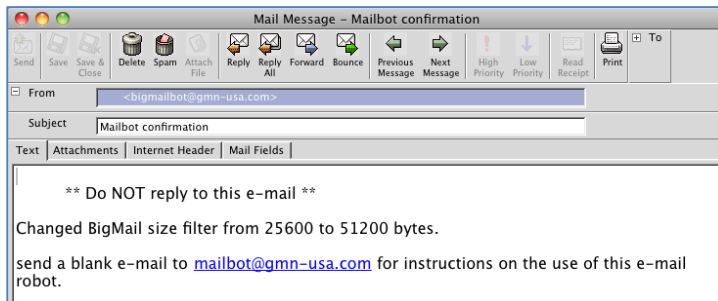 Mail Message – Mailbot confirmation
Send Save Save & Close Delete Spam Attach File Reply Reply All Forward Bounce Previous Message Next Message High Priority Low Priority Read Receipt Print To
From <bigmailbot@gmn-usa.com>
Subject Mailbot confirmation
Text Attachments Internet Header Mail Fields
** Do NOT reply to this e-mail **
Changed BigMail size filter from 25600 to 51200 bytes.
send a blank e-mail to mailbot@gmn-usa.com for instructions on the use of this e-mail
robot.